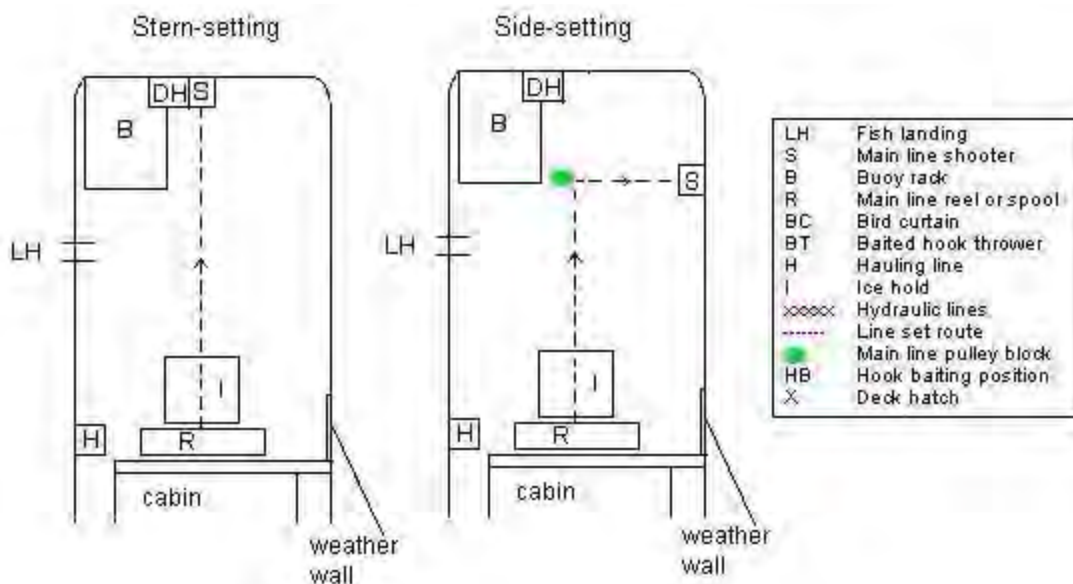 Stern-setting
DH S
B
LH
I
H
R
cabin
weather
wall
Side-setting
DH
B
S
LH
I
H
R
cabin
weather
wall
LH Fish landing
S Main line shooter
B Buoy rack
R Main line reel or spool
BC Bird curtain
BT Baited hook thrower
H Hauling line
I Ice hold
XXXXX Hydraulic lines
Line set route
Main line pulley block
HB Hook baiting position
X Deck hatch